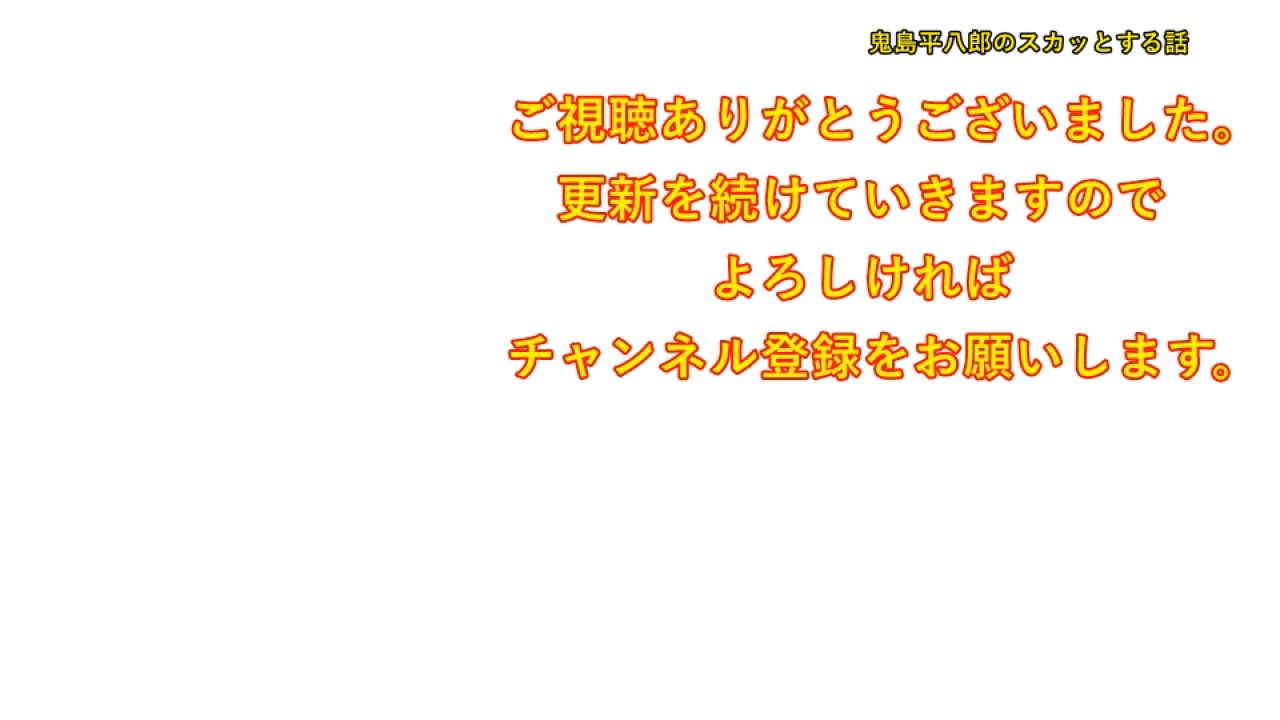 鬼島平八郎のスカッとする話
ご視聴ありがとうございました。
更新を続けていきますので
よろしければ
チャンネル登録をお願いします。